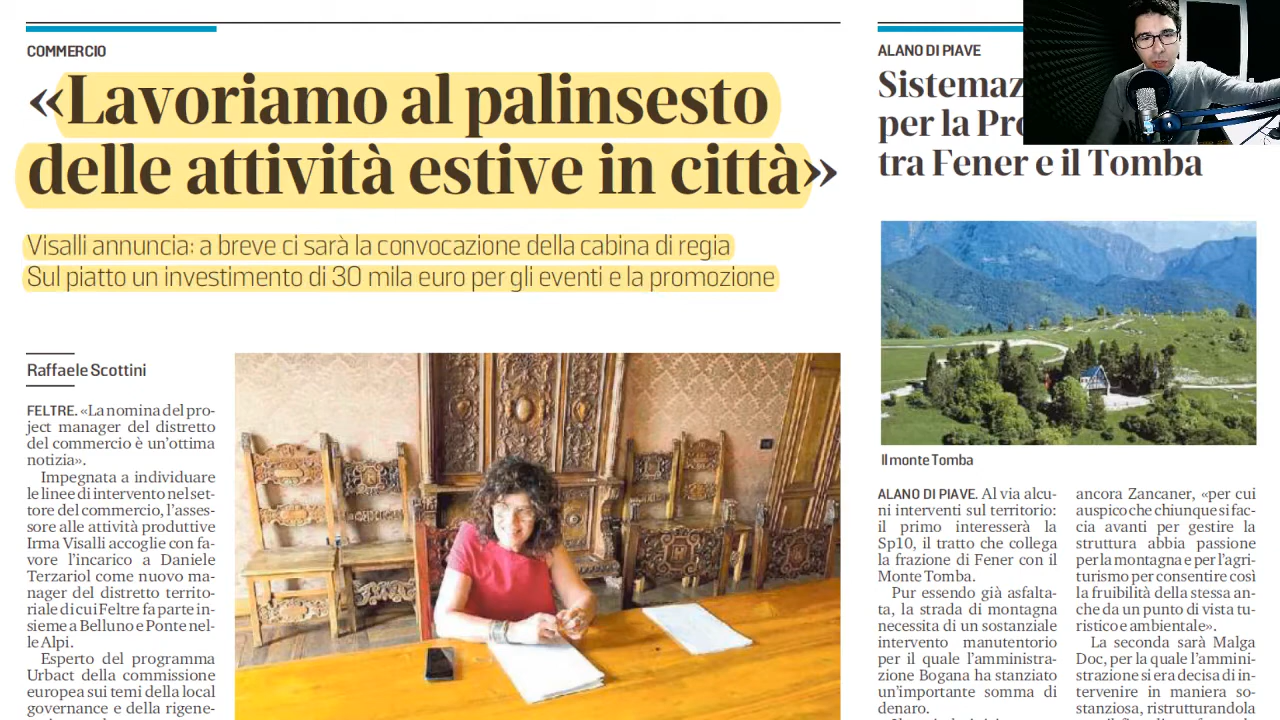 COMMERCIO
«Lavoriamo al palinsesto
delle attività estive in città»
Visalli annuncia: a breve ci sarà la convocazione della cabina di regia
Sul piatto un investimento di 30 mila euro per gli eventi e la promozione
Raffaele Scottini
FELTRE. «La nomina del pro-
ject manager del distretto
del commercio è un'ottima
notizia».
Impegnata a individuare
le linee di intervento nel set-
tore del commercio, l'asses-
sore alle attività produttive
Irma Visalli accoglie con fa-
vore l'incarico a Daniele
Terzariol come nuovo ma-
nager del distretto territo-
riale di cui Feltre fa parte in-
sieme a Belluno e Ponte nel-
le Alpi.
Esperto del programma
Urbact della commissione
europea sui temi della local
governance e della rigene-
ALANO DI PIAVE
Sistemaz
per la Pro
tra Fener e il Tomba
Il monte Tomba
ALANO DI PIAVE. Al via alcu-
ni interventi sul territorio:
il primo interesserà la
Sp10, il tratto che collega
la frazione di Fener con il
Monte Tomba.
Pur essendo già asfalta-
ta, la strada di montagna
necessita di un sostanziale
intervento manutentorio
per il quale l'amministra-
zione Bogana ha stanziato
un'importante somma di
denaro.
ancora Zancaner, «per cui
auspico che chiunque si fac-
cia avanti per gestire la
struttura abbia passione
per la montagna e per l'agri-
turismo per consentire così
la fruibilità della stessa an-
che da un punto di vista tu-
ristico e ambientale».
La seconda sarà Malga
Doc, per la quale l'ammini-
strazione si era decisa di in-
tervenire in maniera so-
stanziosa, ristrutturandola